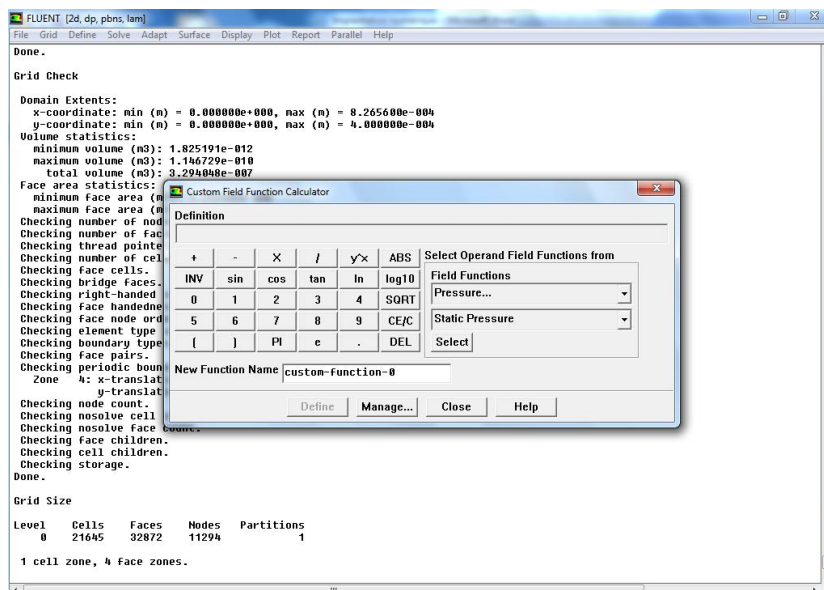 FLUENT [2d, dp, pbns, lam]
File Grid Define Solve Adapt Surface Display Plot Report Parallel Help
Done.
Grid Check
Domain Extents:
x-coordinate: min (m) = 0.000000e+000, max (m) = 8.265600e-004
y-coordinate: min (m) = 0.000000e+000, max (m) = 4.000000e-004
Volume statistics:
minimum volume (m3): 1.825191e-012
maximum volume (m3): 1.146729e-010
total volume (m3): 3.294048e-007
Face area statistics:
minimum face area (m
maximum face area (m
Checking number of nod
Checking number of fac
Checking thread pointe
Checking number of cel
Checking face cells.
Checking bridge faces.
Checking right-handed
Checking face handedne
Checking face node ord
Checking element type
Checking boundary type
Checking face pairs.
Checking periodic boun
Zone 4: x-translat
y-translat
Checking node count.
Checking nosolve cell
Checking nosolve face count.
Checking face children.
Checking cell children.
Checking storage.
Done.
Grid Size
Level Cells Faces Nodes Partitions
0 21645 32872 11294 1
1 cell zone, 4 face zones.
Custom Field Function Calculator
Definition
+ - X / y^x ABS
INV sin cos tan ln log10
0 1 2 3 4 SQRT
5 6 7 8 9 CE/C
( ) PI e . DEL
Select Operand Field Functions from
Field Functions
Pressure...
Static Pressure
Select
New Function Name custom-function-0
Define Manage... Close Help